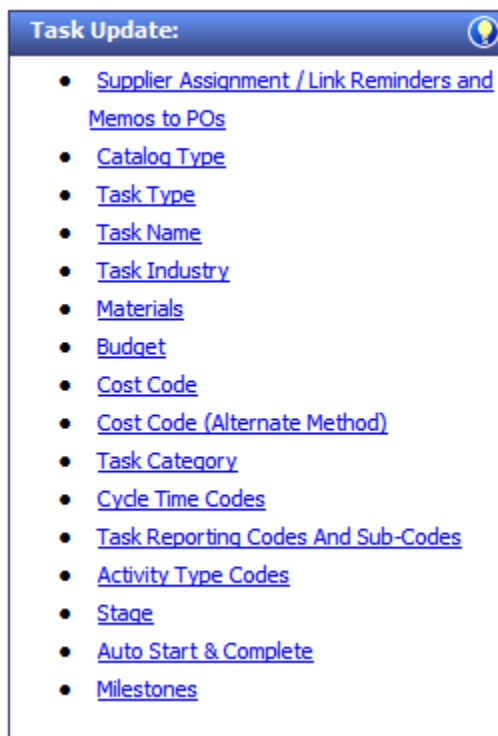 Task Update:
Supplier Assignment / Link Reminders and
Memos to POs
Catalog Type
Task Type
Task Name
Task Industry
Materials
Budget
Cost Code
Cost Code (Alternate Method)
Task Category
Cycle Time Codes
Task Reporting Codes And Sub-Codes
Activity Type Codes
Stage
Auto Start & Complete
Milestones